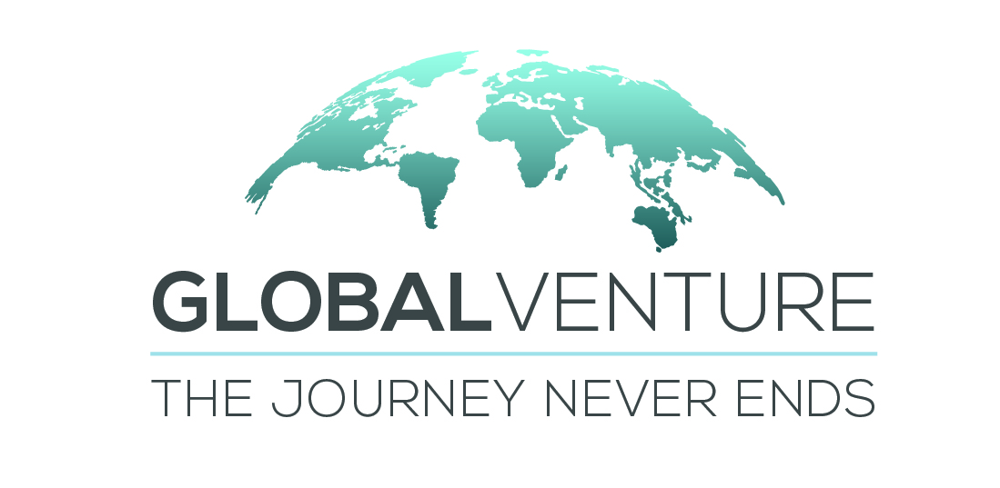 GLOBALVENTURE
THE JOURNEY NEVER ENDS